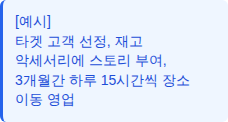 [예시]
타겟 고객 선정, 재고
악세서리에 스토리 부여,
3개월간 하루 15시간씩 장소
이동 영업